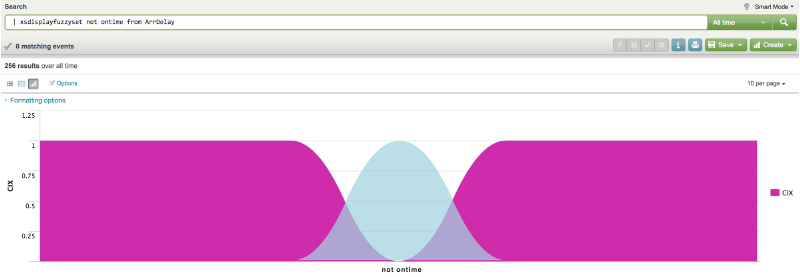 Search
Smart Mode
| xsdisplayfuzzyset not ontime from ArrDelay
All time
0 matching events
Save
Create
256 results over all time
Options
10 per page
Formatting options
1.25
1
0.75
0.5
0.25
CIX
CIX
not ontime